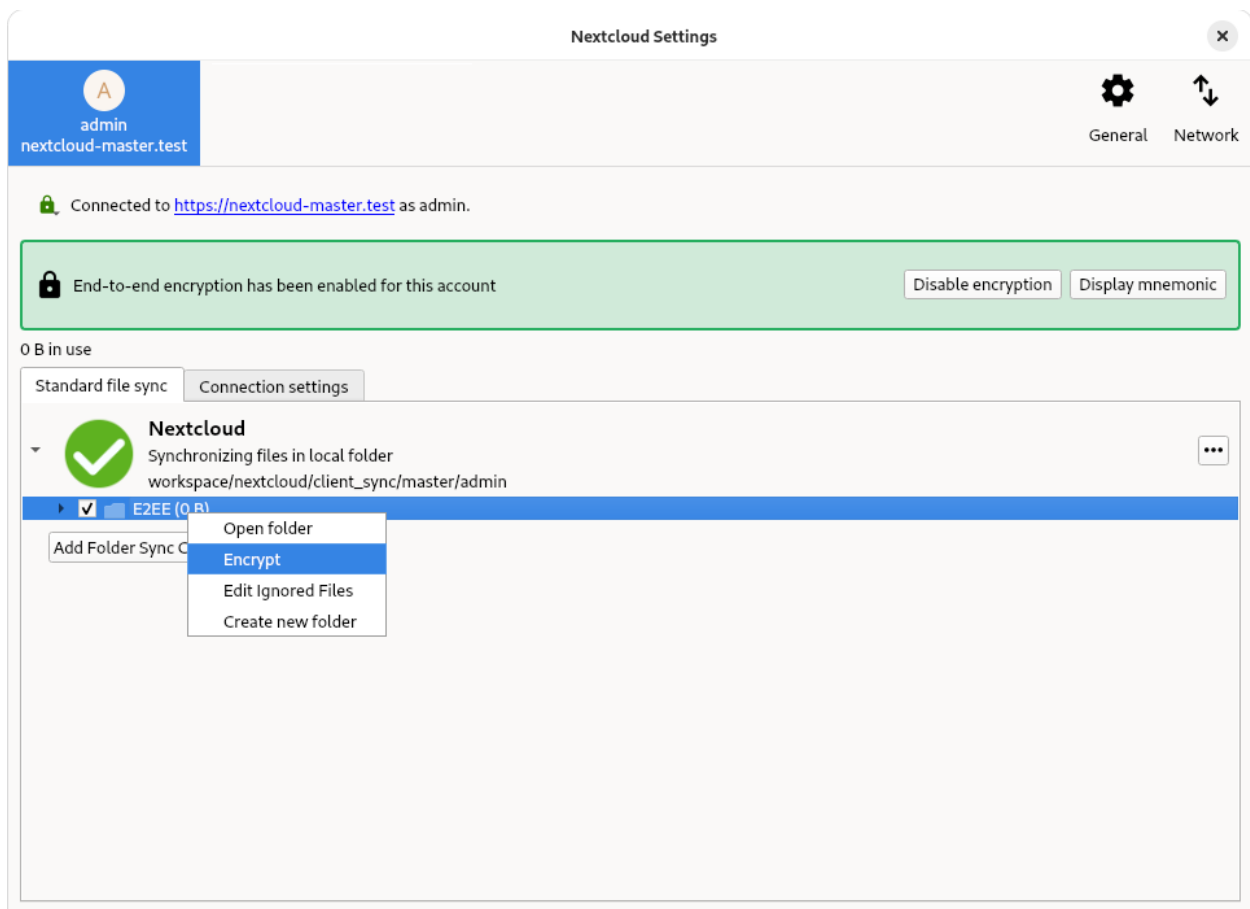 Nextcloud Settings
A
admin
nextcloud-master.test
General
Network
Connected to https://nextcloud-master.test as admin.
End-to-end encryption has been enabled for this account
Disable encryption
Display mnemonic
0 B in use
Standard file sync
Connection settings
Nextcloud
Synchronizing files in local folder
workspace/nextcloud/client_sync/master/admin
E2EE (0 B)
Open folder
Add Folder Sync C
Encrypt
Edit Ignored Files
Create new folder